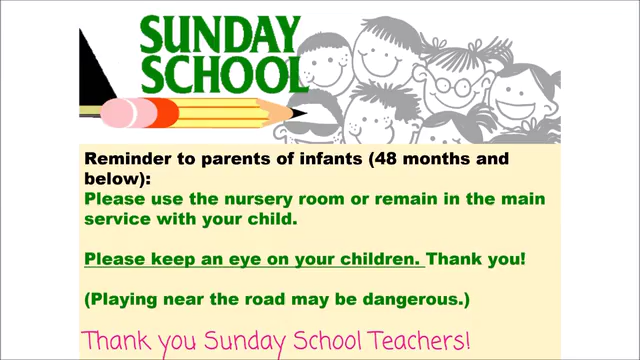 SUNDAY
SCHOOL
Reminder to parents of infants (48 months and
below):
Please use the nursery room or remain in the main
service with your child.
Please keep an eye on your children. Thank you!
(Playing near the road may be dangerous.)
Thank you Sunday School Teachers!